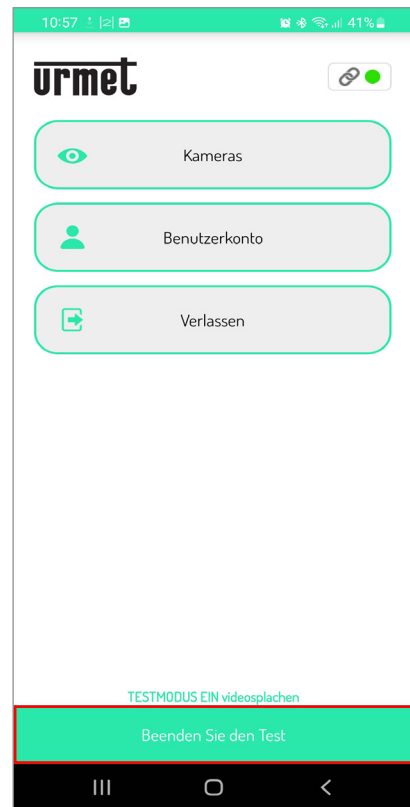 10:57
41%
urmet
Kameras
Benutzerkonto
Verlassen
TESTMODUS EIN videosplachen
Beenden Sie den Test